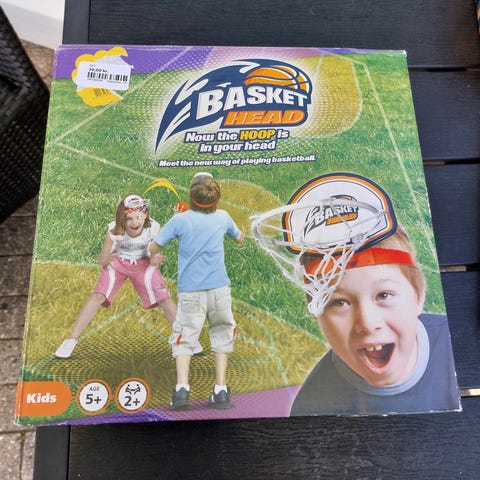 BASKET
HEAD
Now the HOOP is
in your head
Meet the new way of playing basketball.
BASKET
HEAD
Kids
AGE
5+
2+